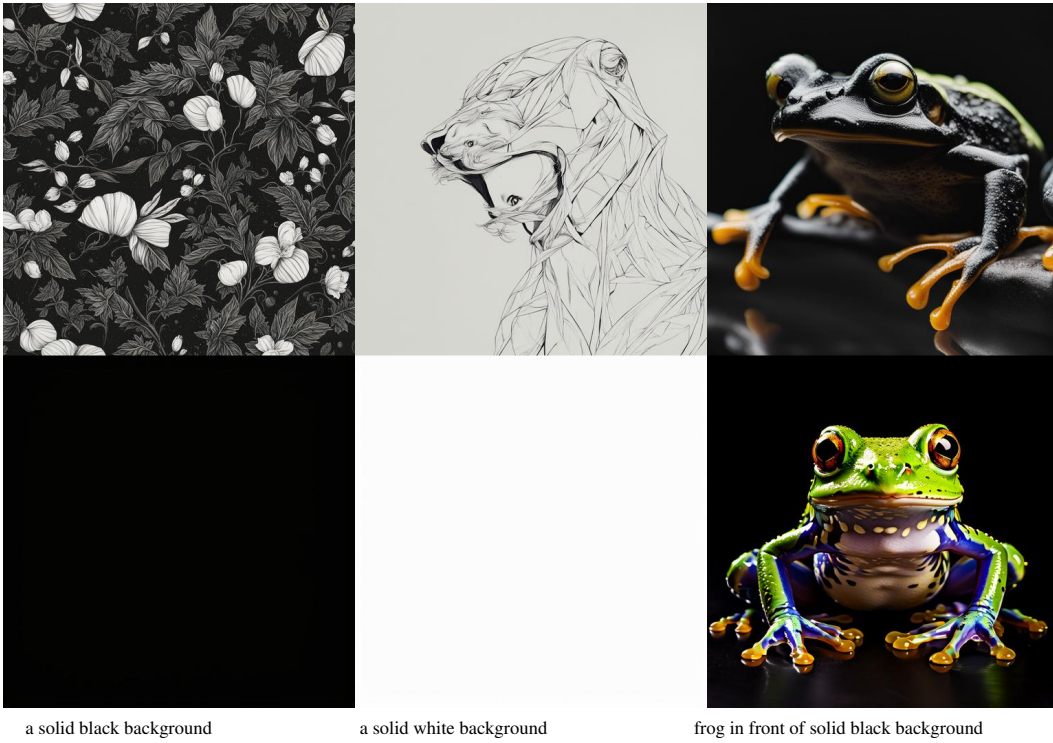 a solid black background
a solid white background
frog in front of solid black background